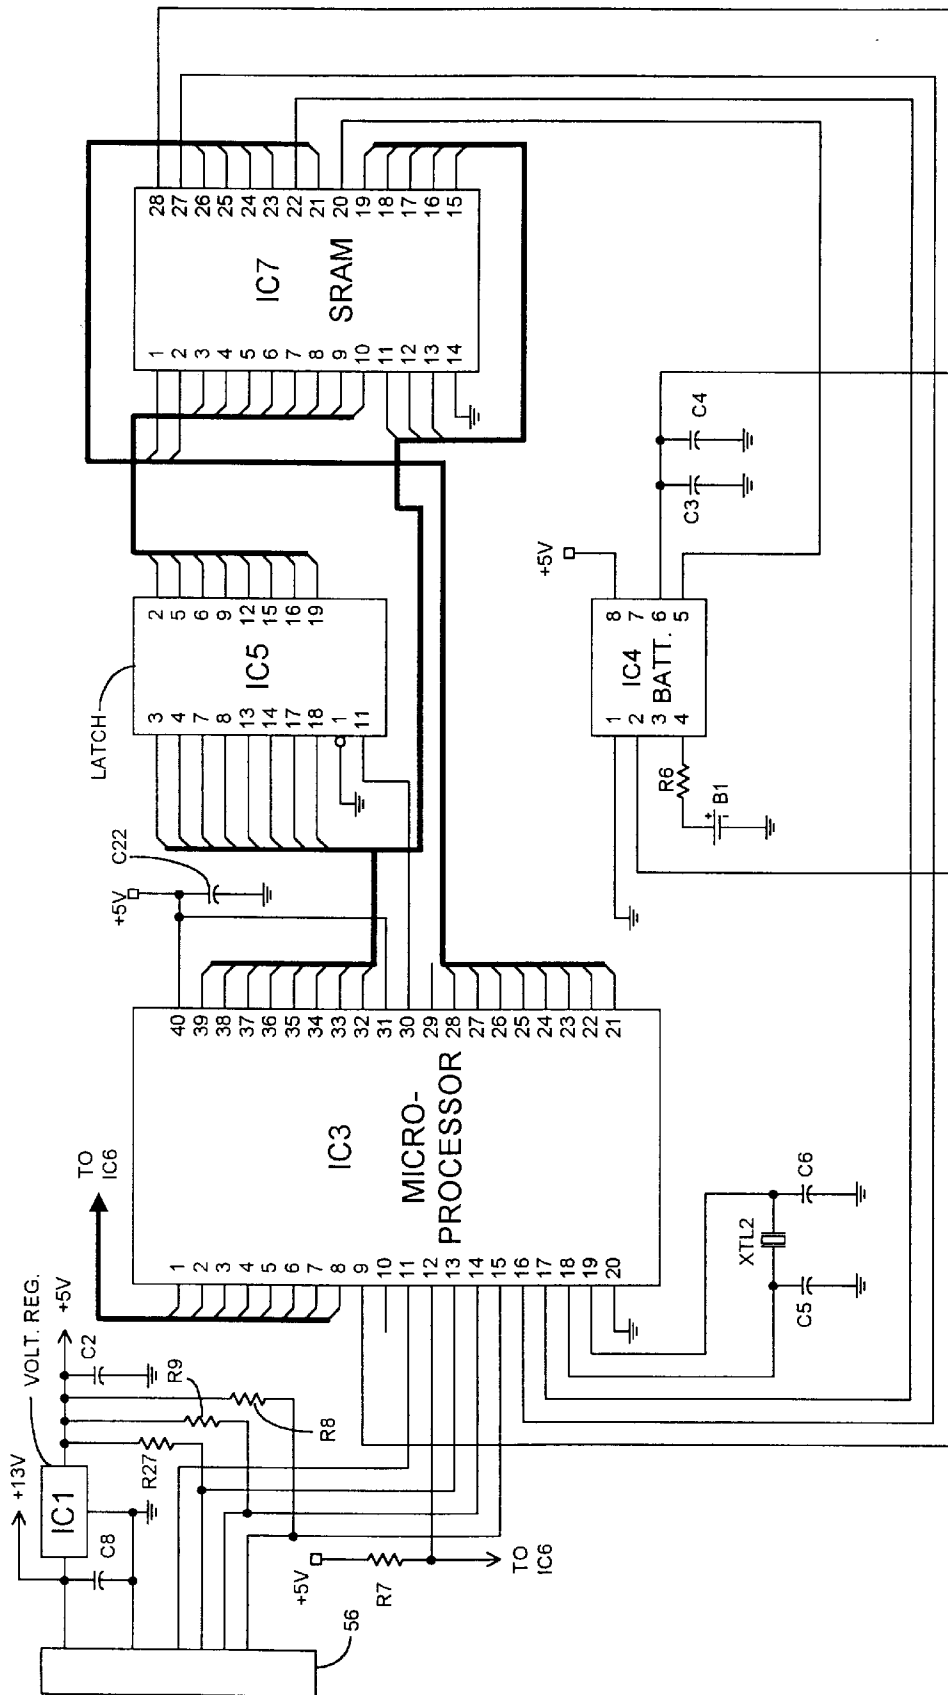 +13V
VOLT. REG.
+5V
IC1
C8
C2
R27
R9
R8
+5V
R7
TO
IC6
56
TO
IC6
IC3
MICRO-
PROCESSOR
1
2
3
4
5
6
7
8
9
10
11
12
13
14
15
16
17
18
19
20
40
39
38
37
36
35
34
33
32
31
30
29
28
27
26
25
24
23
22
21
C5
XTL2
C6
+5V
C22
LATCH
IC5
3
4
7
8
13
14
17
18
1
11
2
5
6
9
12
15
16
19
IC4
BATT.
1
2
3
4
8
7
6
5
R6
+
-
B1
+5V
C3
C4
IC7
SRAM
1
2
3
4
5
6
7
8
9
10
11
12
13
14
28
27
26
25
24
23
22
21
20
19
18
17
16
15